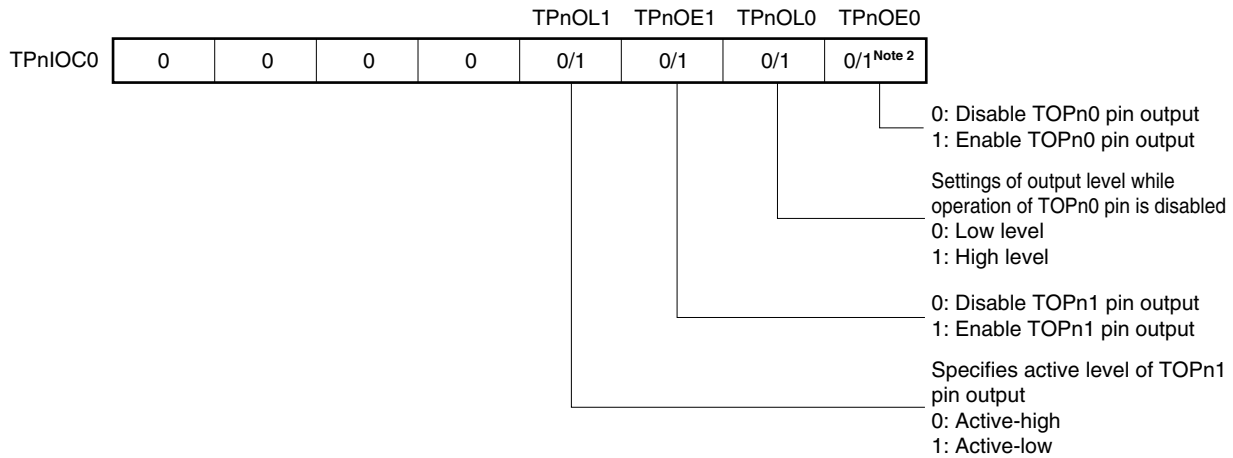 TPnOL1 TPnOE1 TPnOL0 TPnOE0
TPnIOC0 0 0 0 0 0/1 0/1 0/1 0/1 Note 2
0: Disable TOPn0 pin output
1: Enable TOPn0 pin output
Settings of output level while
operation of TOPn0 pin is disabled
0: Low level
1: High level
0: Disable TOPn1 pin output
1: Enable TOPn1 pin output
Specifies active level of TOPn1
pin output
0: Active-high
1: Active-low